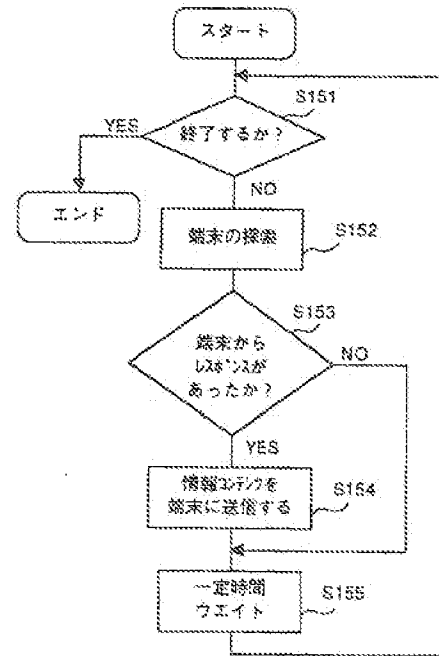 スタート
S151
YES
終了するか?
NO
エンド
端末の探索
S152
S153
端末から
レスポンスが
あったか?
NO
YES
情報コンテンツを
端末に送信する
S154
一定時間
ウエイト
S155